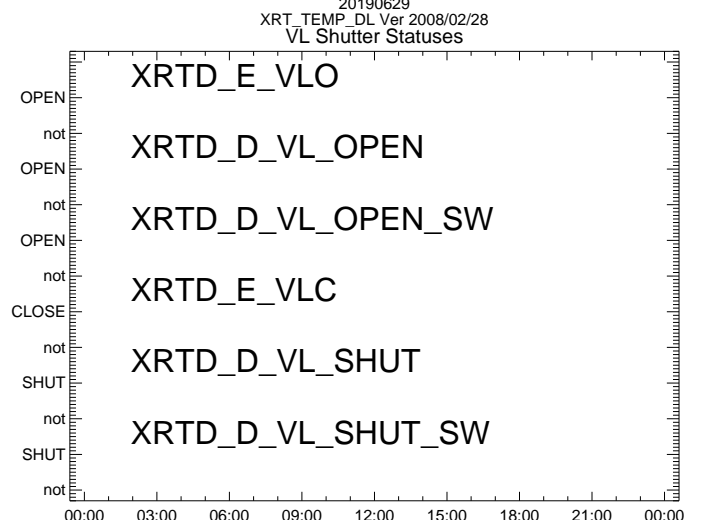 20190629
XRT_TEMP_DL Ver 2008/02/28
VL Shutter Statuses
XRTD_E_VLO
OPEN
not
XRTD_D_VL_OPEN
OPEN
not
XRTD_D_VL_OPEN_SW
OPEN
not
XRTD_E_VLC
CLOSE
not
XRTD_D_VL_SHUT
SHUT
not
XRTD_D_VL_SHUT_SW
SHUT
not
00:00 03:00 06:00 09:00 12:00 15:00 18:00 21:00 00:00